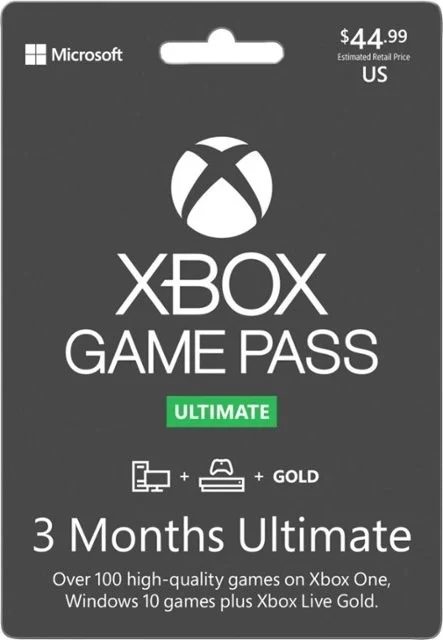 Microsoft
$44.99
Estimated Retail Price
US
XBOX
GAME PASS
ULTIMATE
+ + GOLD
3 Months Ultimate
Over 100 high-quality games on Xbox One,
Windows 10 games plus Xbox Live Gold.